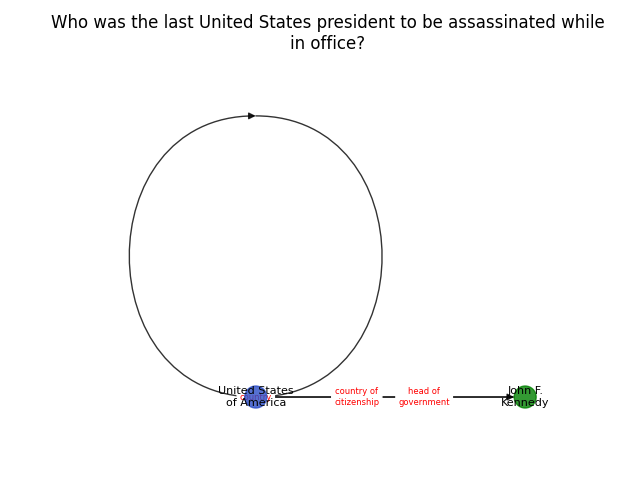 Who was the last United States president to be assassinated while
in office?
United States
of America
country
country of
citizenship
head of
government
John F.
Kennedy